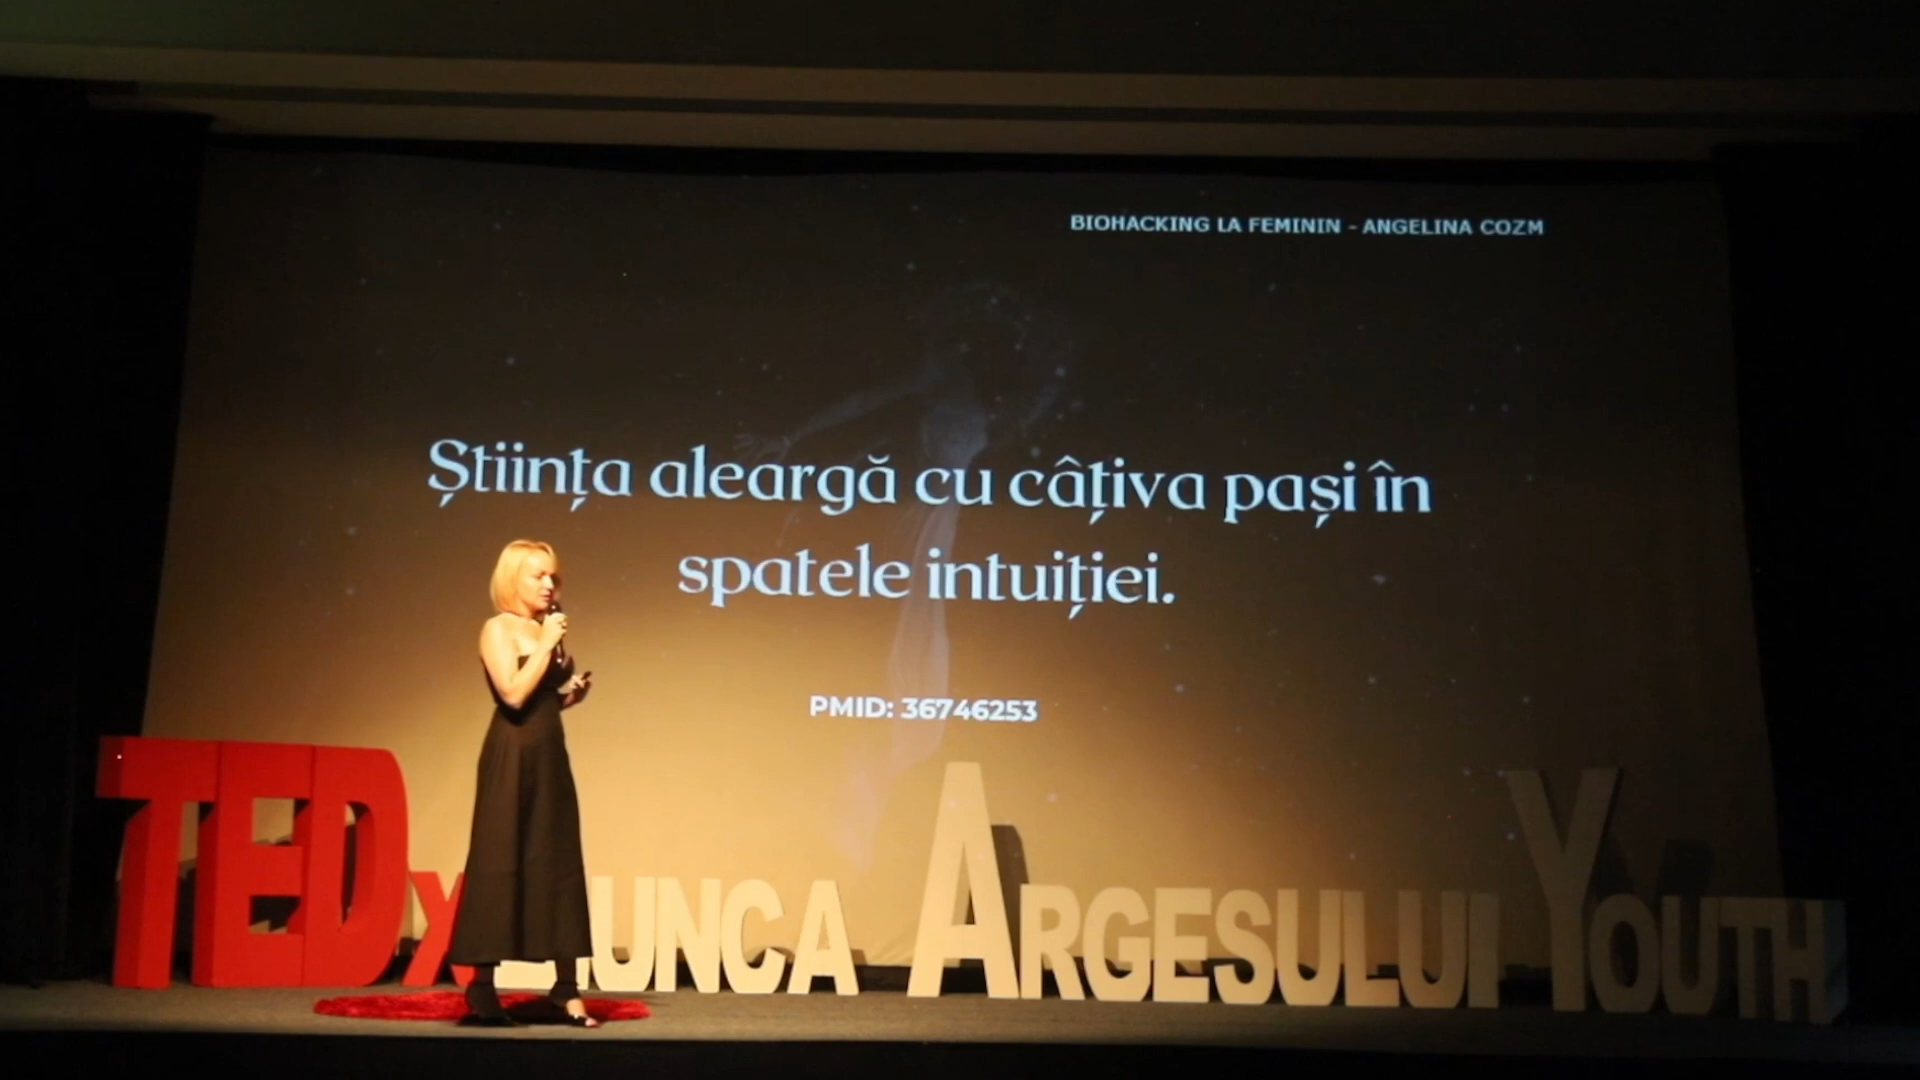 BIOHACKING LA FEMININ - ANGELINA COZM
Știința aleargă cu câțiva pași în
spatele intuiției.
PMID: 36746253
TEDx UNCA ARGESULUI YOUTH